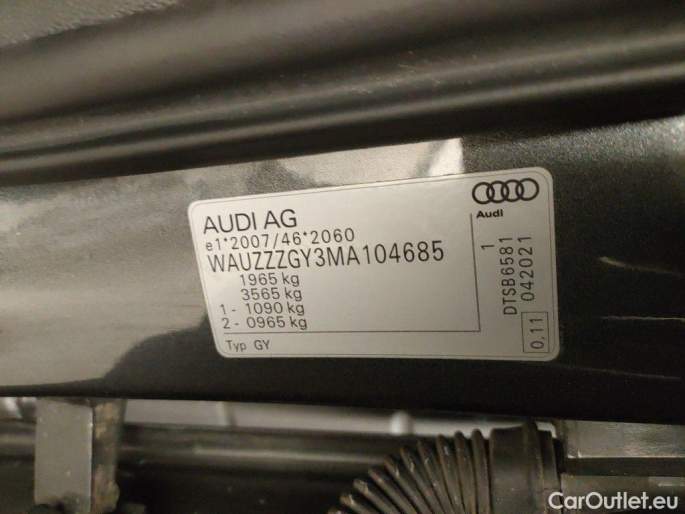 AUDI AG
e1*2007/46*2060
WAUZZZGY3MA104685
1965 kg
3565 kg
1 - 1090 kg
2 - 0965 kg
Typ GY
Audi
DTSB6581 1
042021
0,11
CarOutlet.eu